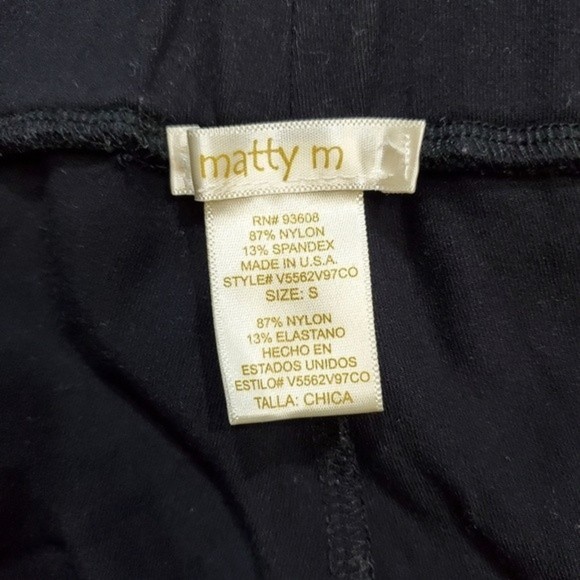 matty m
RN# 93608
87% NYLON
13% SPANDEX
MADE IN U.S.A.
STYLE# V5562V97CO
SIZE: S
87% NYLON
13% ELASTANO
HECHO EN
ESTADOS UNIDOS
ESTILO# V5562V97CO
TALLA: CHICA